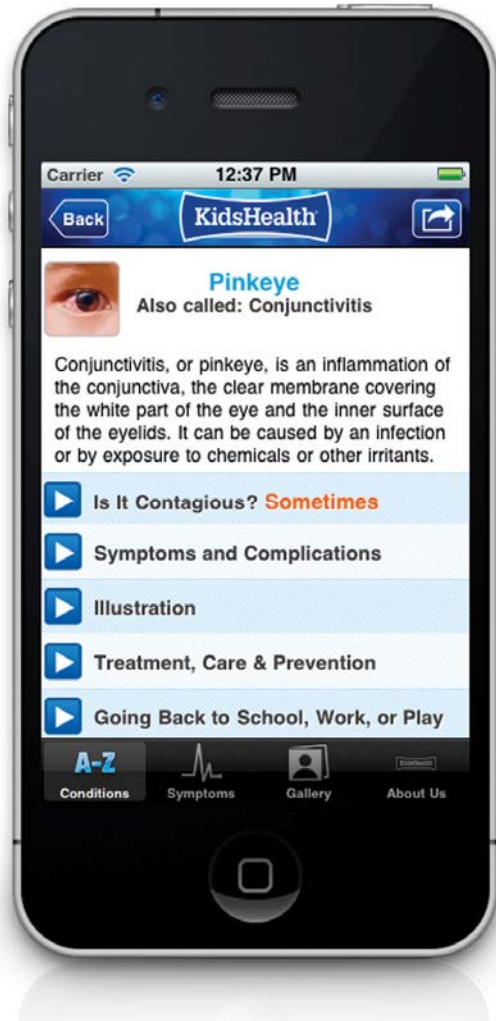 Carrier 12:37 PM
Back KidsHealth
Pinkeye
Also called: Conjunctivitis
Conjunctivitis, or pinkeye, is an inflammation of
the conjunctiva, the clear membrane covering
the white part of the eye and the inner surface
of the eyelids. It can be caused by an infection
or by exposure to chemicals or other irritants.
Is It Contagious? Sometimes
Symptoms and Complications
Illustration
Treatment, Care & Prevention
Going Back to School, Work, or Play
A-Z KidsHealth
Conditions Symptoms Gallery About Us